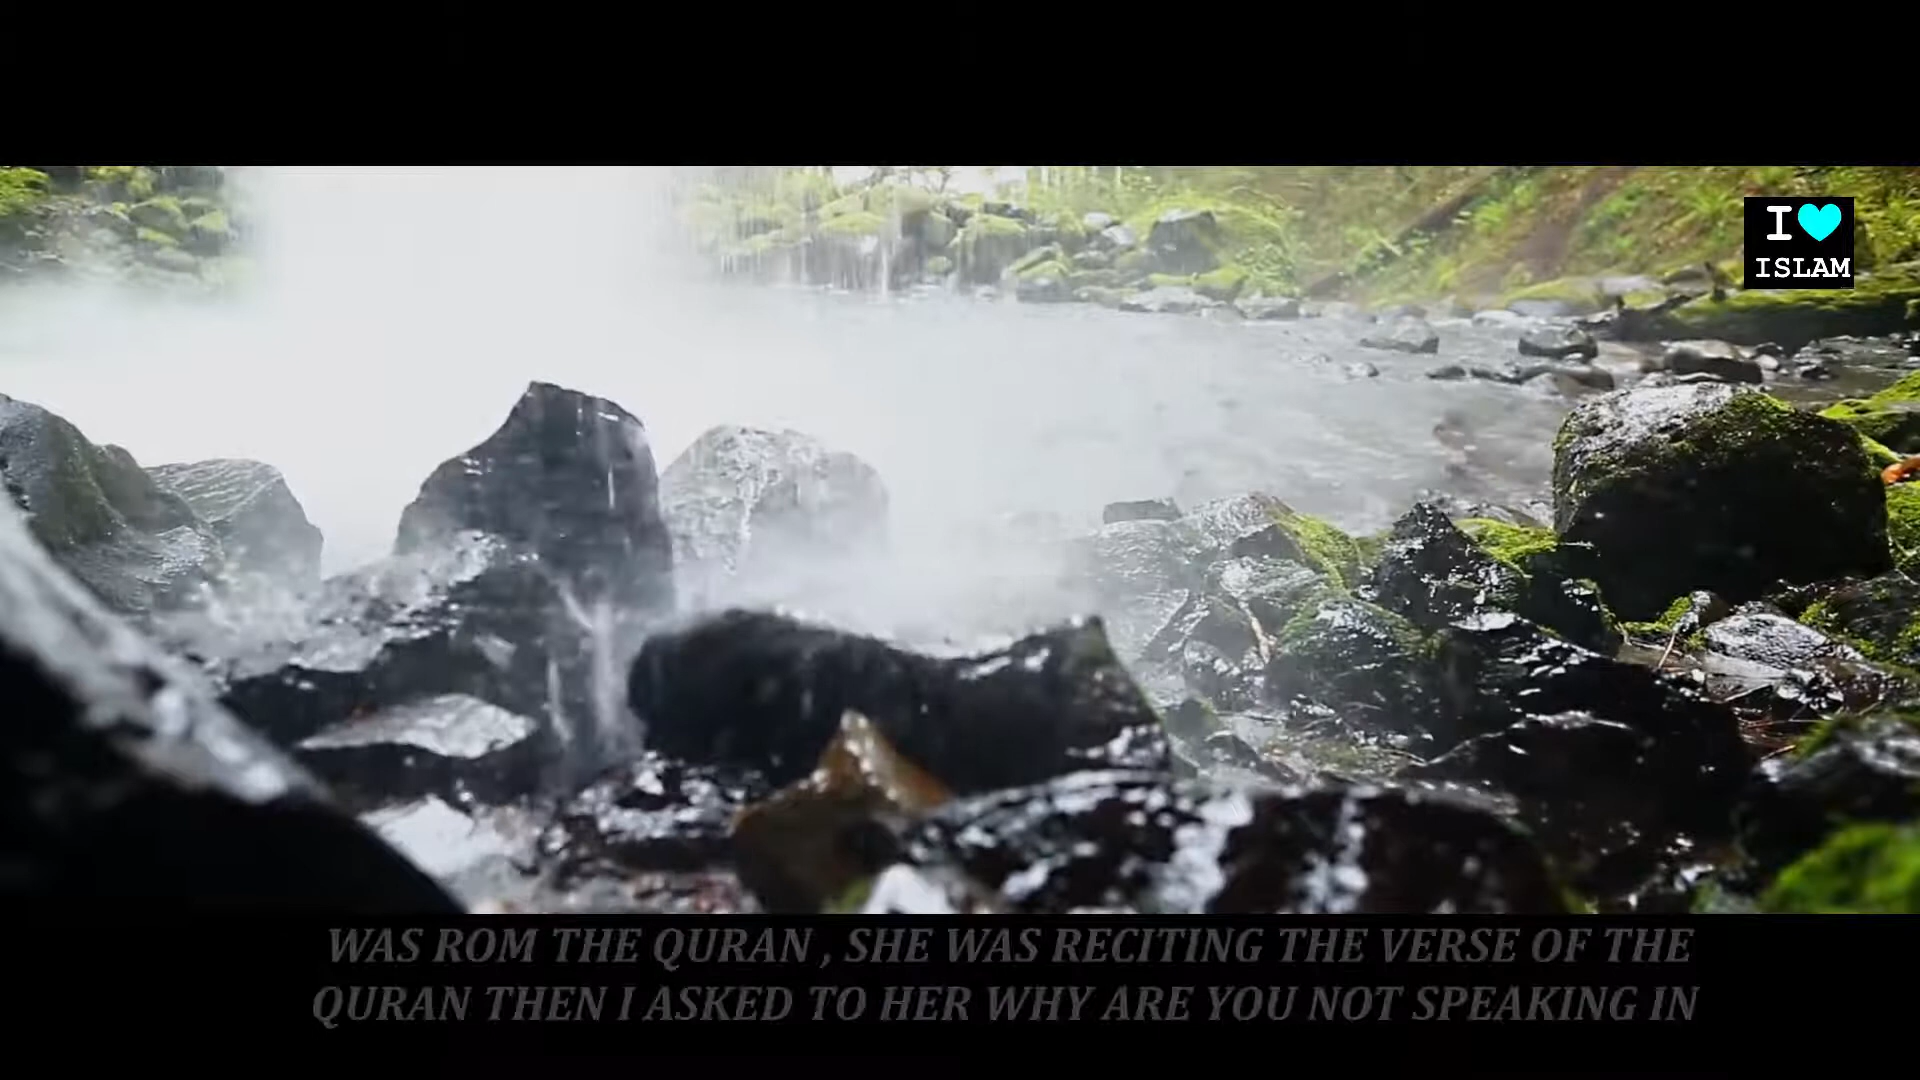 I
ISLAM
WAS ROM THE QURAN , SHE WAS RECITING THE VERSE OF THE
QURAN THEN I ASKED TO HER WHY ARE YOU NOT SPEAKING IN